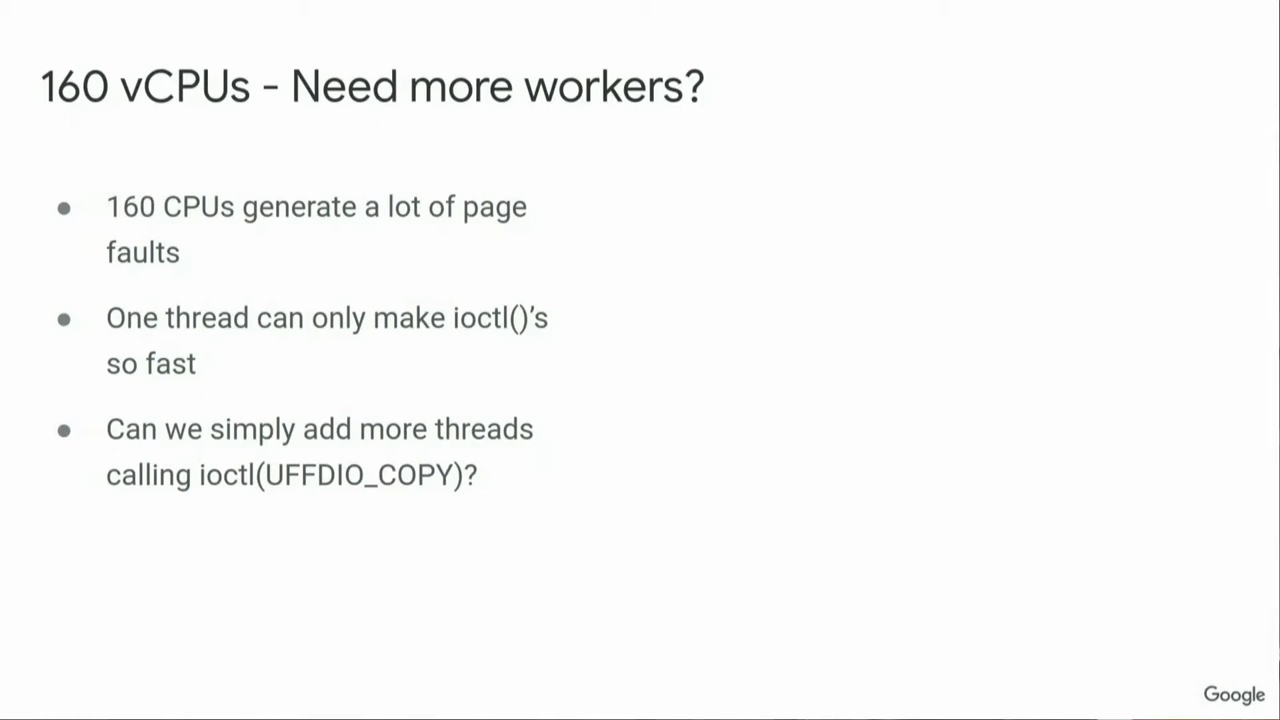 160 vCPUs - Need more workers?
● 160 CPUs generate a lot of page
faults
● One thread can only make ioctl()’s
so fast
● Can we simply add more threads
calling ioctl(UFFDIO_COPY)?
Google